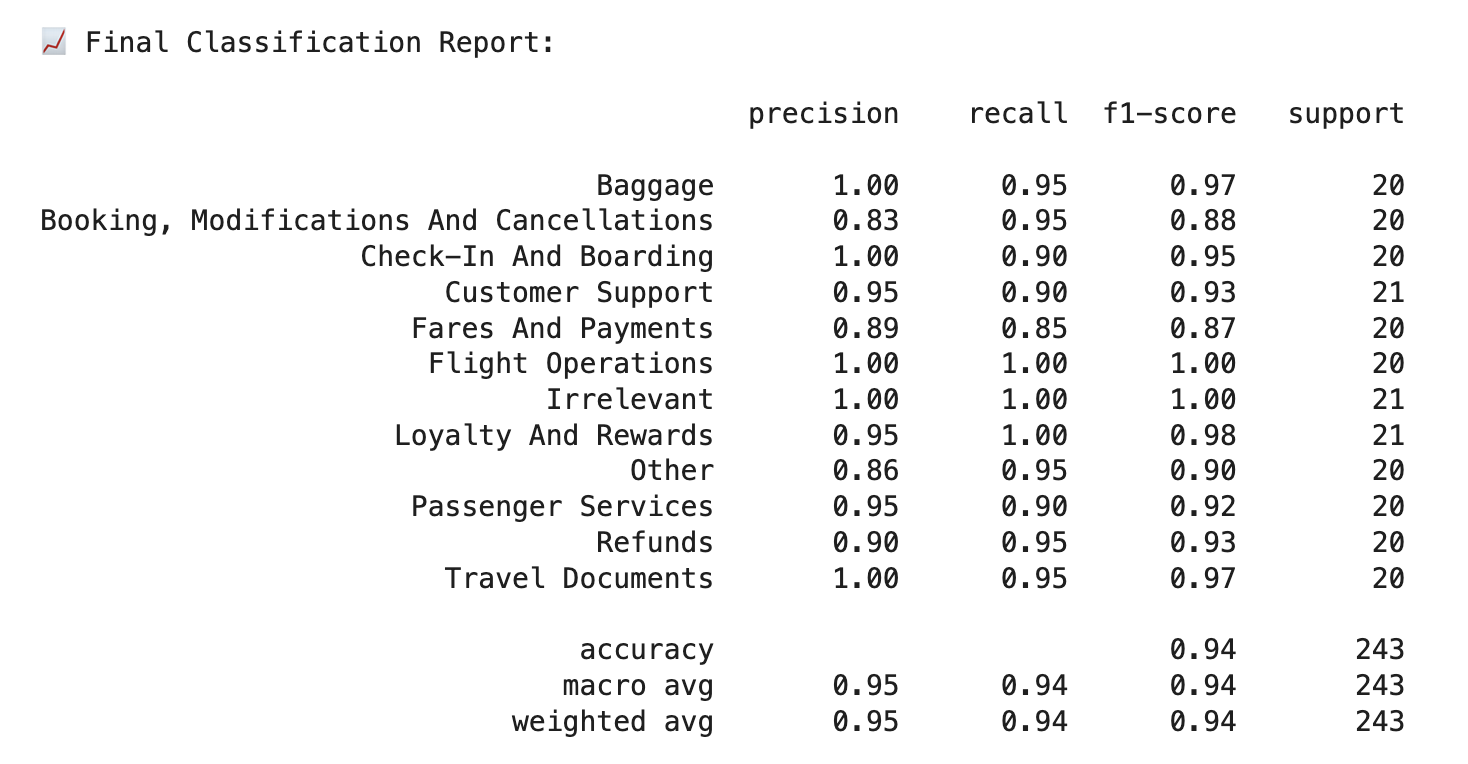 📈 Final Classification Report:
precision recall f1-score support
Baggage 1.00 0.95 0.97 20
Booking, Modifications And Cancellations 0.83 0.95 0.88 20
Check-In And Boarding 1.00 0.90 0.95 20
Customer Support 0.95 0.90 0.93 21
Fares And Payments 0.89 0.85 0.87 20
Flight Operations 1.00 1.00 1.00 20
Irrelevant 1.00 1.00 1.00 21
Loyalty And Rewards 0.95 1.00 0.98 21
Other 0.86 0.95 0.90 20
Passenger Services 0.95 0.90 0.92 20
Refunds 0.90 0.95 0.93 20
Travel Documents 1.00 0.95 0.97 20
accuracy 0.94 243
macro avg 0.95 0.94 0.94 243
weighted avg 0.95 0.94 0.94 243